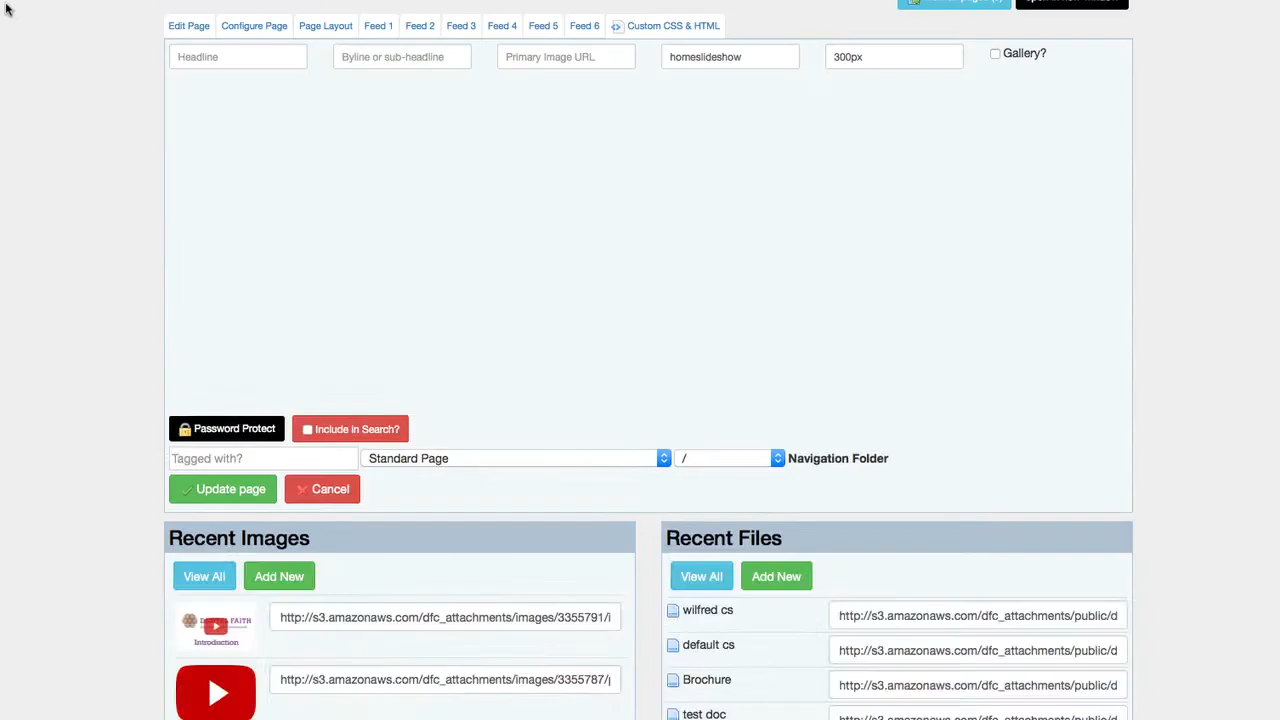 Edit Page Configure Page Page Layout Feed 1 Feed 2 Feed 3 Feed 4 Feed 5 Feed 6 Custom CSS & HTML
Headline Byline or sub-headline Primary Image URL homeslideshow 300px Gallery?
Password Protect Include in Search?
Tagged with? Standard Page / Navigation Folder
Update page Cancel
Recent Images
View All Add New
DIGITAL FAITH
Introduction
http://s3.amazonaws.com/dfc_attachments/images/3355791/i
http://s3.amazonaws.com/dfc_attachments/images/3355787/
Recent Files
View All Add New
wilfred cs http://s3.amazonaws.com/dfc_attachments/public/d
default cs http://s3.amazonaws.com/dfc_attachments/public/d
Brochure http://s3.amazonaws.com/dfc_attachments/public/d
test doc